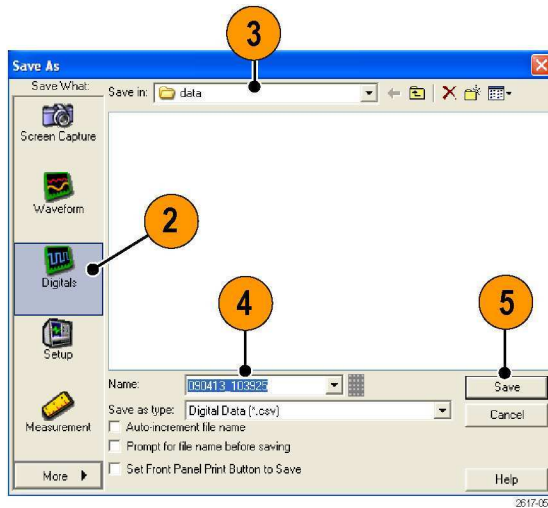 3
Save As
Save What:
Save in: data
Screen Capture
Waveform
2
Digitals
4
5
Setup
Name: 090413_103925
Save
Save as type: Digital Data (*.csv)
Cancel
Auto-increment file name
Measurement
Prompt for file name before saving
Set Front Panel Print Button to Save
More
Help
2617-05